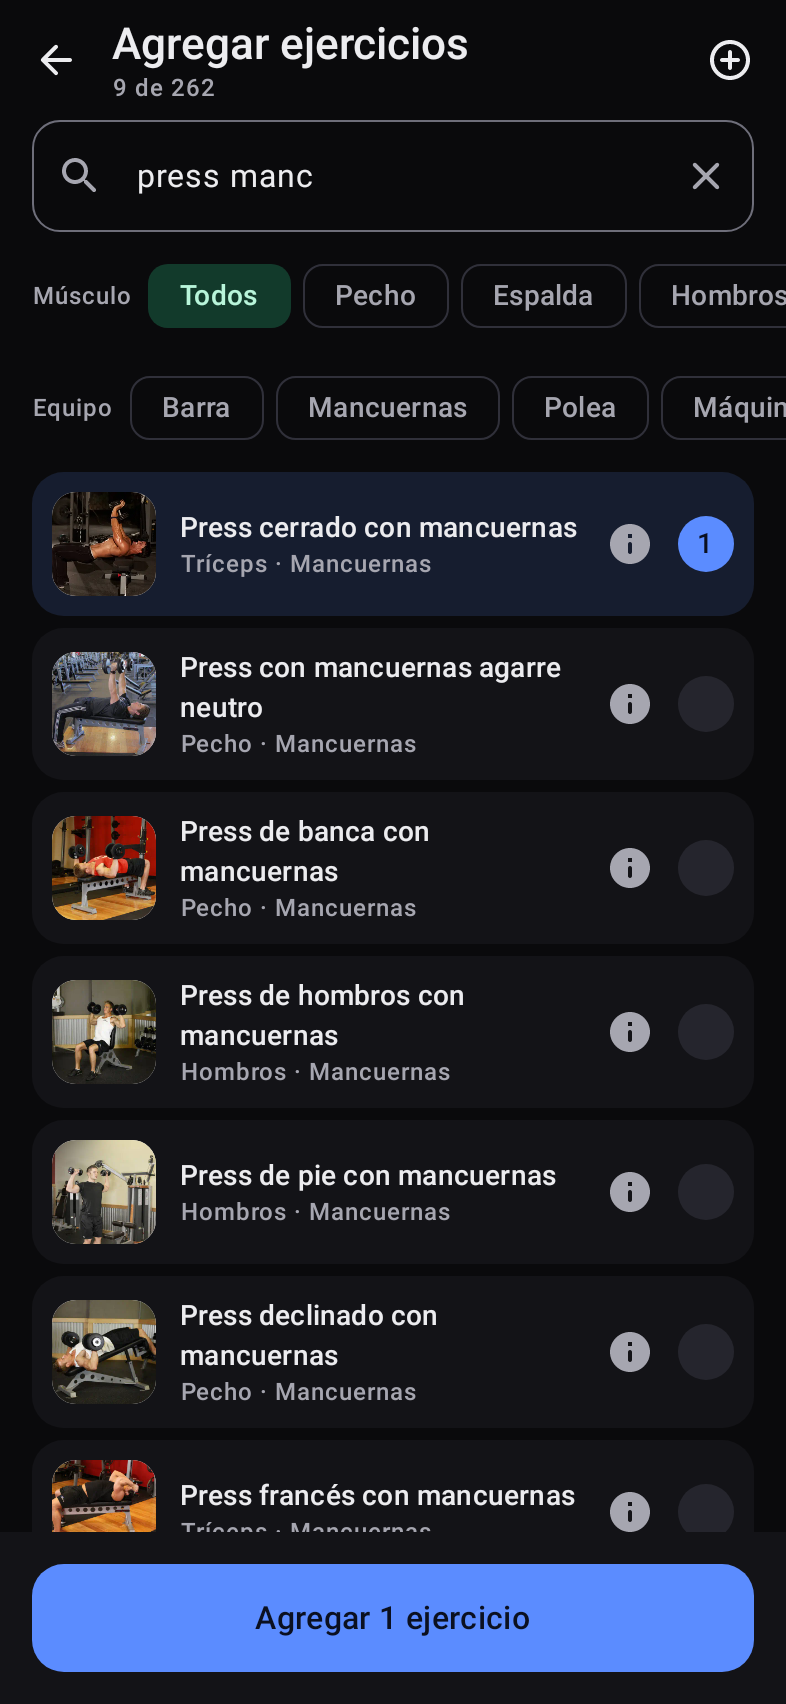 Agregar ejercicios
9 de 262
press manc
Músculo Todos Pecho Espalda Hombros
Equipo Barra Mancuernas Polea Máquin
Press cerrado con mancuernas
Tríceps · Mancuernas
1
Press con mancuernas agarre
neutro
Pecho · Mancuernas
Press de banca con
mancuernas
Pecho · Mancuernas
Press de hombros con
mancuernas
Hombros · Mancuernas
Press de pie con mancuernas
Hombros · Mancuernas
Press declinado con
mancuernas
Pecho · Mancuernas
Press francés con mancuernas
Tríceps · Mancuernas
Agregar 1 ejercicio